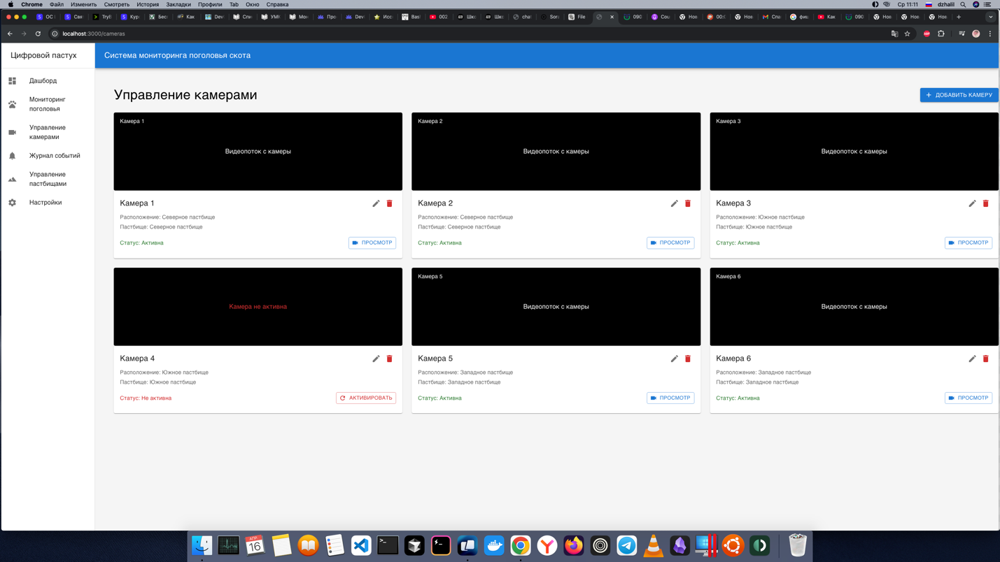 Chrome Файл Изменить Смотреть История Закладки Профили Tab Окно Справка
Ср 11:11 dzhalil
localhost:3000/cameras
Цифровой пастух
Система мониторинга поголовья скота
Дашборд
Мониторинг
поголовья
Управление
камерами
Журнал событий
Управление
пастбищами
Настройки
Управление камерами
ДОБАВИТЬ КАМЕРУ
Камера 1
Видеопоток с камеры
Камера 1
Расположение: Северное пастбище
Пастбище: Северное пастбище
Статус: Активна
ПРОСМОТР
Камера 2
Видеопоток с камеры
Камера 2
Расположение: Северное пастбище
Пастбище: Северное пастбище
Статус: Активна
ПРОСМОТР
Камера 3
Видеопоток с камеры
Камера 3
Расположение: Южное пастбище
Пастбище: Южное пастбище
Статус: Активна
ПРОСМОТР
Камера не активна
Камера 4
Расположение: Южное пастбище
Пастбище: Южное пастбище
Статус: Не активна
АКТИВИРОВАТЬ
Камера 5
Видеопоток с камеры
Камера 5
Расположение: Западное пастбище
Пастбище: Западное пастбище
Статус: Активна
ПРОСМОТР
Камера 6
Видеопоток с камеры
Камера 6
Расположение: Западное пастбище
Пастбище: Западное пастбище
Статус: Активна
ПРОСМОТР
АПР
16